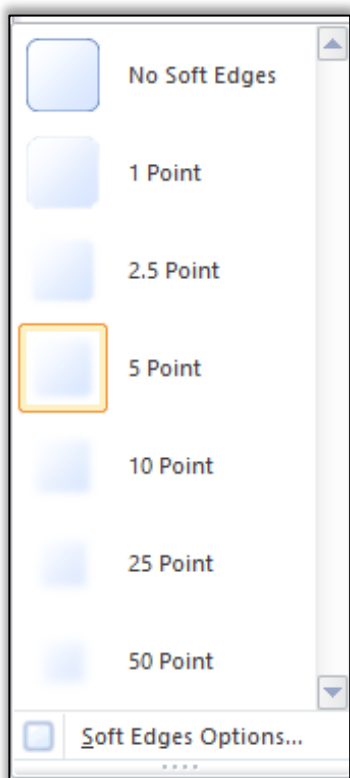 No Soft Edges
1 Point
2.5 Point
5 Point
10 Point
25 Point
50 Point
Soft Edges Options...